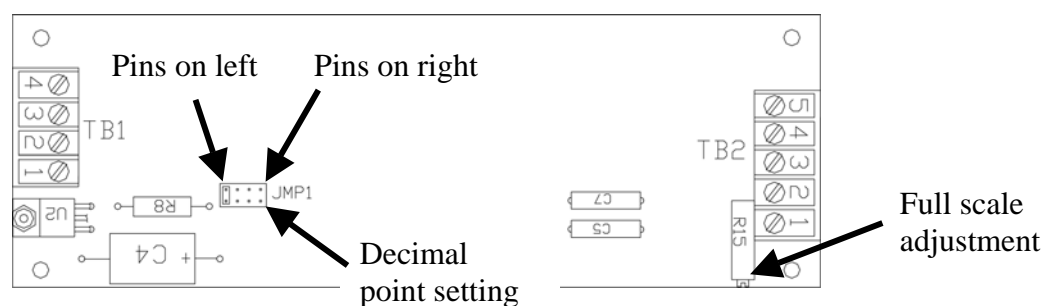 Pins on left
Pins on right
4
3
2
1
TB1
5
4
3
2
1
TB2
JMP1
U2
R8
C4
+
C7
C5
R15
Decimal
point setting
Full scale
adjustment